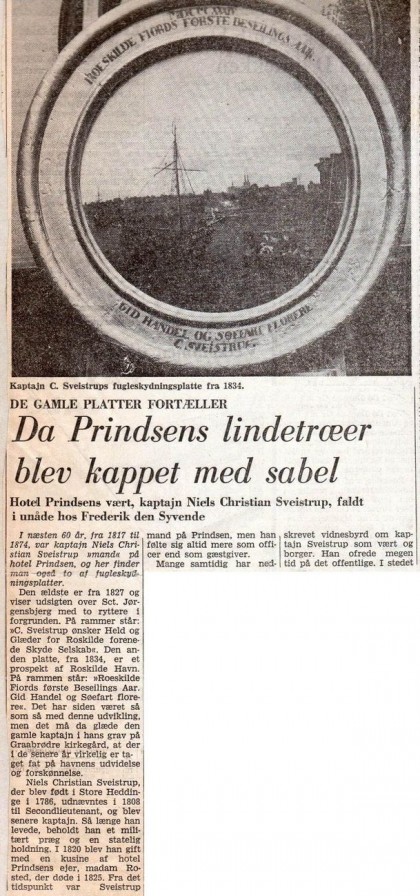 MDCCCXXXIV
ROESKILDE FIORDS FØRSTE BESEILINGS AAR.
GID HANDEL OG SØEFART FLORERE
C. SVEISTRUP.
Kaptajn C. Sveistrups fugleskydningsplatte fra 1834.
DE GAMLE PLATTER FORTÆLLER
Da Prindsens lindetræer
blev kappet med sabel
Hotel Prindsens vært, kaptajn Niels Christian Sveistrup, faldt
i unåde hos Frederik den Syvende
I næsten 60 år, fra 1817 til
1874, var kaptajn Niels Chri-
stian Sveistrup vinmand på
hotel Prindsen, og her finder
man også to af fugleskyd-
ningsplatter.
Den ældste er fra 1827 og
viser udsigten over Sct. Jør-
gensbjerg med to ryttere i
forgrunden. På rammer står:
»C. Sveistrup ønsker Held og
Glæder for Roskilde forene-
de Skyde Selskab«. Den an-
den platte, fra 1834, er et
prospekt af Roskilde Havn.
På rammen står: »Roeskilde
Fiords første Beseilings Aar.
Gid Handel og Søefart flore-
re«. Det har siden været så
som så med denne udvikling,
men det må da glæde den
gamle kaptajn i hans grav på
Graabrødre kirkegård, at der
i de senere år virkelig er ta-
get fat på havnens udvidelse
og forskønnelse.
Niels Christian Sveistrup,
der blev født i Store Heddin-
ge i 1786, udnævntes i 1808
til Secondlieutenant, og blev
senere kaptajn. Så længe han
levede, beholdt han et mili-
tært præg og en statelig
holdning. I 1820 blev han gift
med en kusine af hotel
Prindsens ejer, madam Ro-
sted, der døde i 1825. Fra det
tidspunkt var Sveistrup
mand på Prindsen, men han
følte sig altid mere som offi-
cer end som gæstgiver.
Mange samtidig har ned-
skrevet vidnesbyrd om kap-
tajn Sveistrup som vært og
borger. Han ofrede megen
tid på det offentlige. I stedet